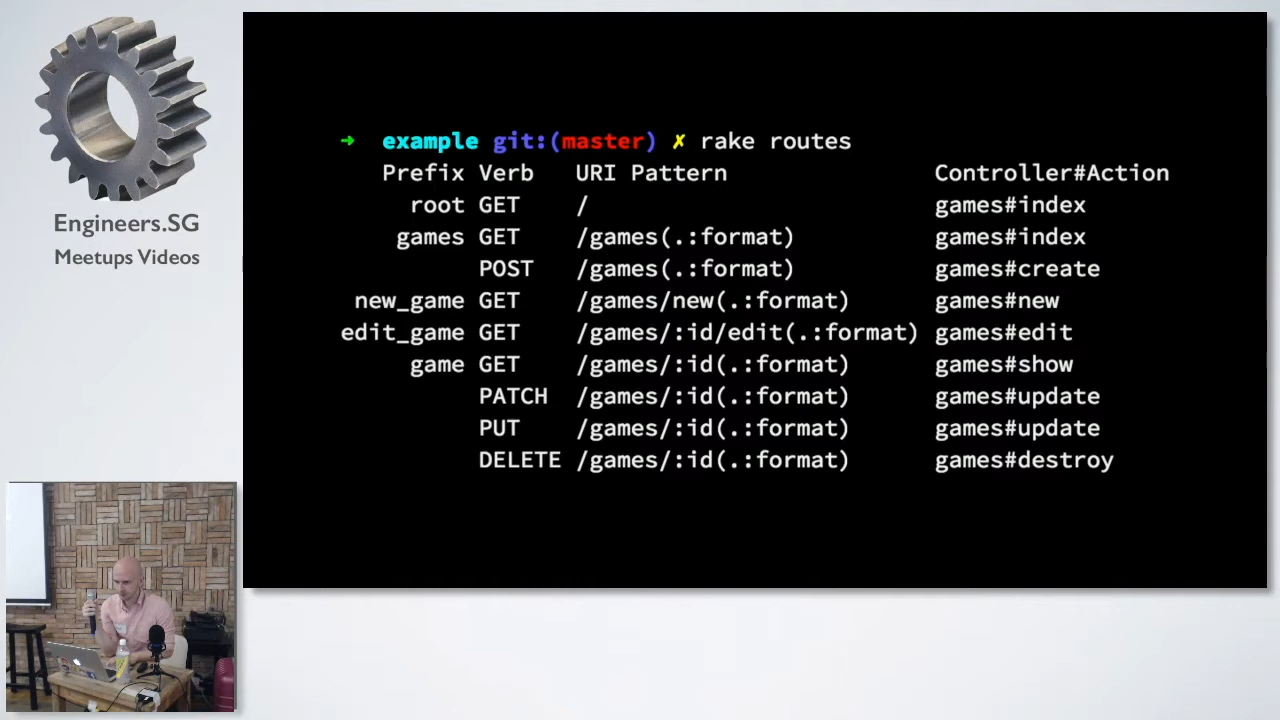 Engineers.SG
Meetups Videos
➜ example git:(master) ✗ rake routes
Prefix Verb URI Pattern Controller#Action
root GET / games#index
games GET /games(.:format) games#index
POST /games(.:format) games#create
new_game GET /games/new(.:format) games#new
edit_game GET /games/:id/edit(.:format) games#edit
game GET /games/:id(.:format) games#show
PATCH /games/:id(.:format) games#update
PUT /games/:id(.:format) games#update
DELETE /games/:id(.:format) games#destroy